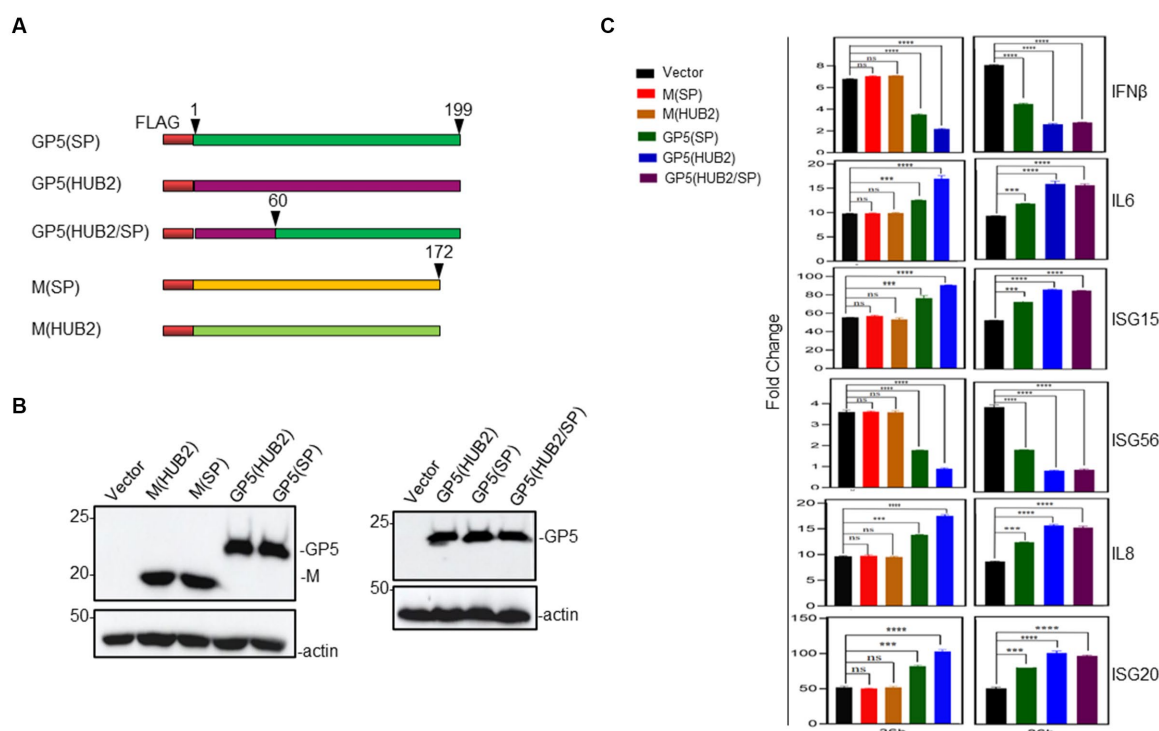 A
FLAG
1
199
GP5(SP)
GP5(HUB2)
60
GP5(HUB2/SP)
172
M(SP)
M(HUB2)
B
Vector
M(HUB2)
M(SP)
GP5(HUB2)
GP5(SP)
25-
20-
50-
-GP5
-M
-actin
Vector
GP5(HUB2)
GP5(SP)
GP5(HUB2/SP)
25-
50-
-GP5
-actin
C
Vector
M(SP)
M(HUB2)
GP5(SP)
GP5(HUB2)
GP5(HUB2/SP)
Fold Change
8
6
4
2
0
ns
ns
****
****
****
****
****
IFNβ
20
15
10
5
0
ns
ns
***
****
***
****
****
IL6
100
80
60
40
20
0
ns
ns
***
****
***
****
****
ISG15
4
3
2
1
0
ns
ns
****
****
****
****
****
ISG56
20
15
10
5
0
ns
ns
***
****
***
****
****
IL8
150
100
50
0
ns
ns
***
****
***
****
****
ISG20